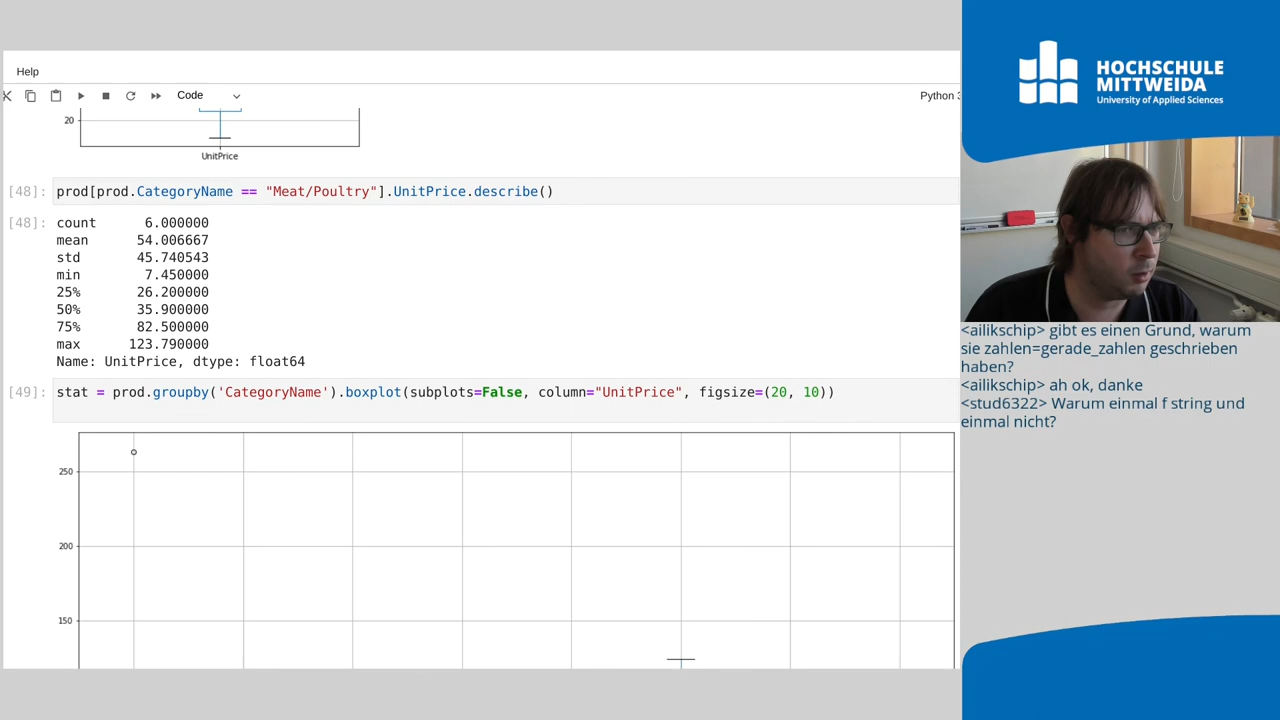 Help
Code
Python 3
20
UnitPrice
[48]: prod[prod.CategoryName == "Meat/Poultry"].UnitPrice.describe()
[48]: count 6.000000
mean 54.006667
std 45.740543
min 7.450000
25% 26.200000
50% 35.900000
75% 82.500000
max 123.790000
Name: UnitPrice, dtype: float64
[49]: stat = prod.groupby('CategoryName').boxplot(subplots=False, column="UnitPrice", figsize=(20, 10))
250
200
150
HOCHSCHULE
MITTWEIDA
University of Applied Sciences
<ailikschip> gibt es einen Grund, warum
sie zahlen=gerade_zahlen geschrieben
haben?
<ailikschip> ah ok, danke
<stud6322> Warum einmal f string und
einmal nicht?